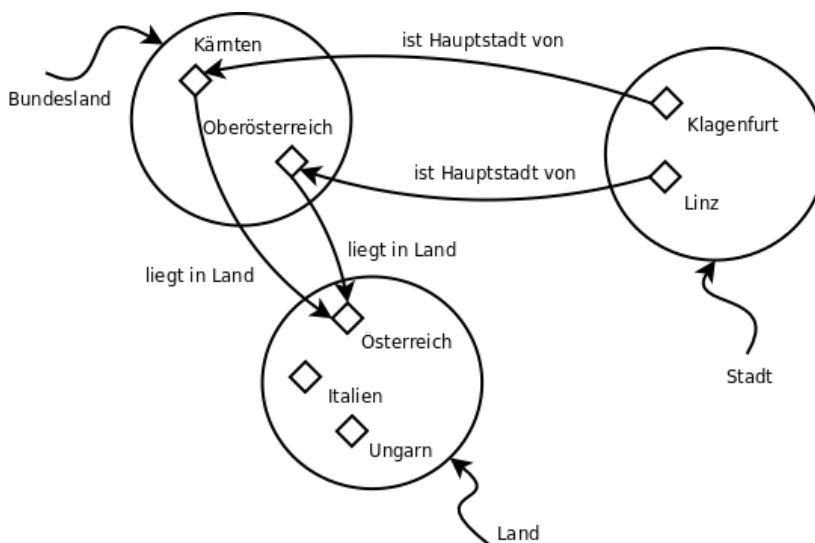 Kärnten
ist Hauptstadt von
Bundesland
Klagenfurt
Oberösterreich
ist Hauptstadt von
Linz
liegt in Land
liegt in Land
Österreich
Stadt
Italien
Ungarn
Land